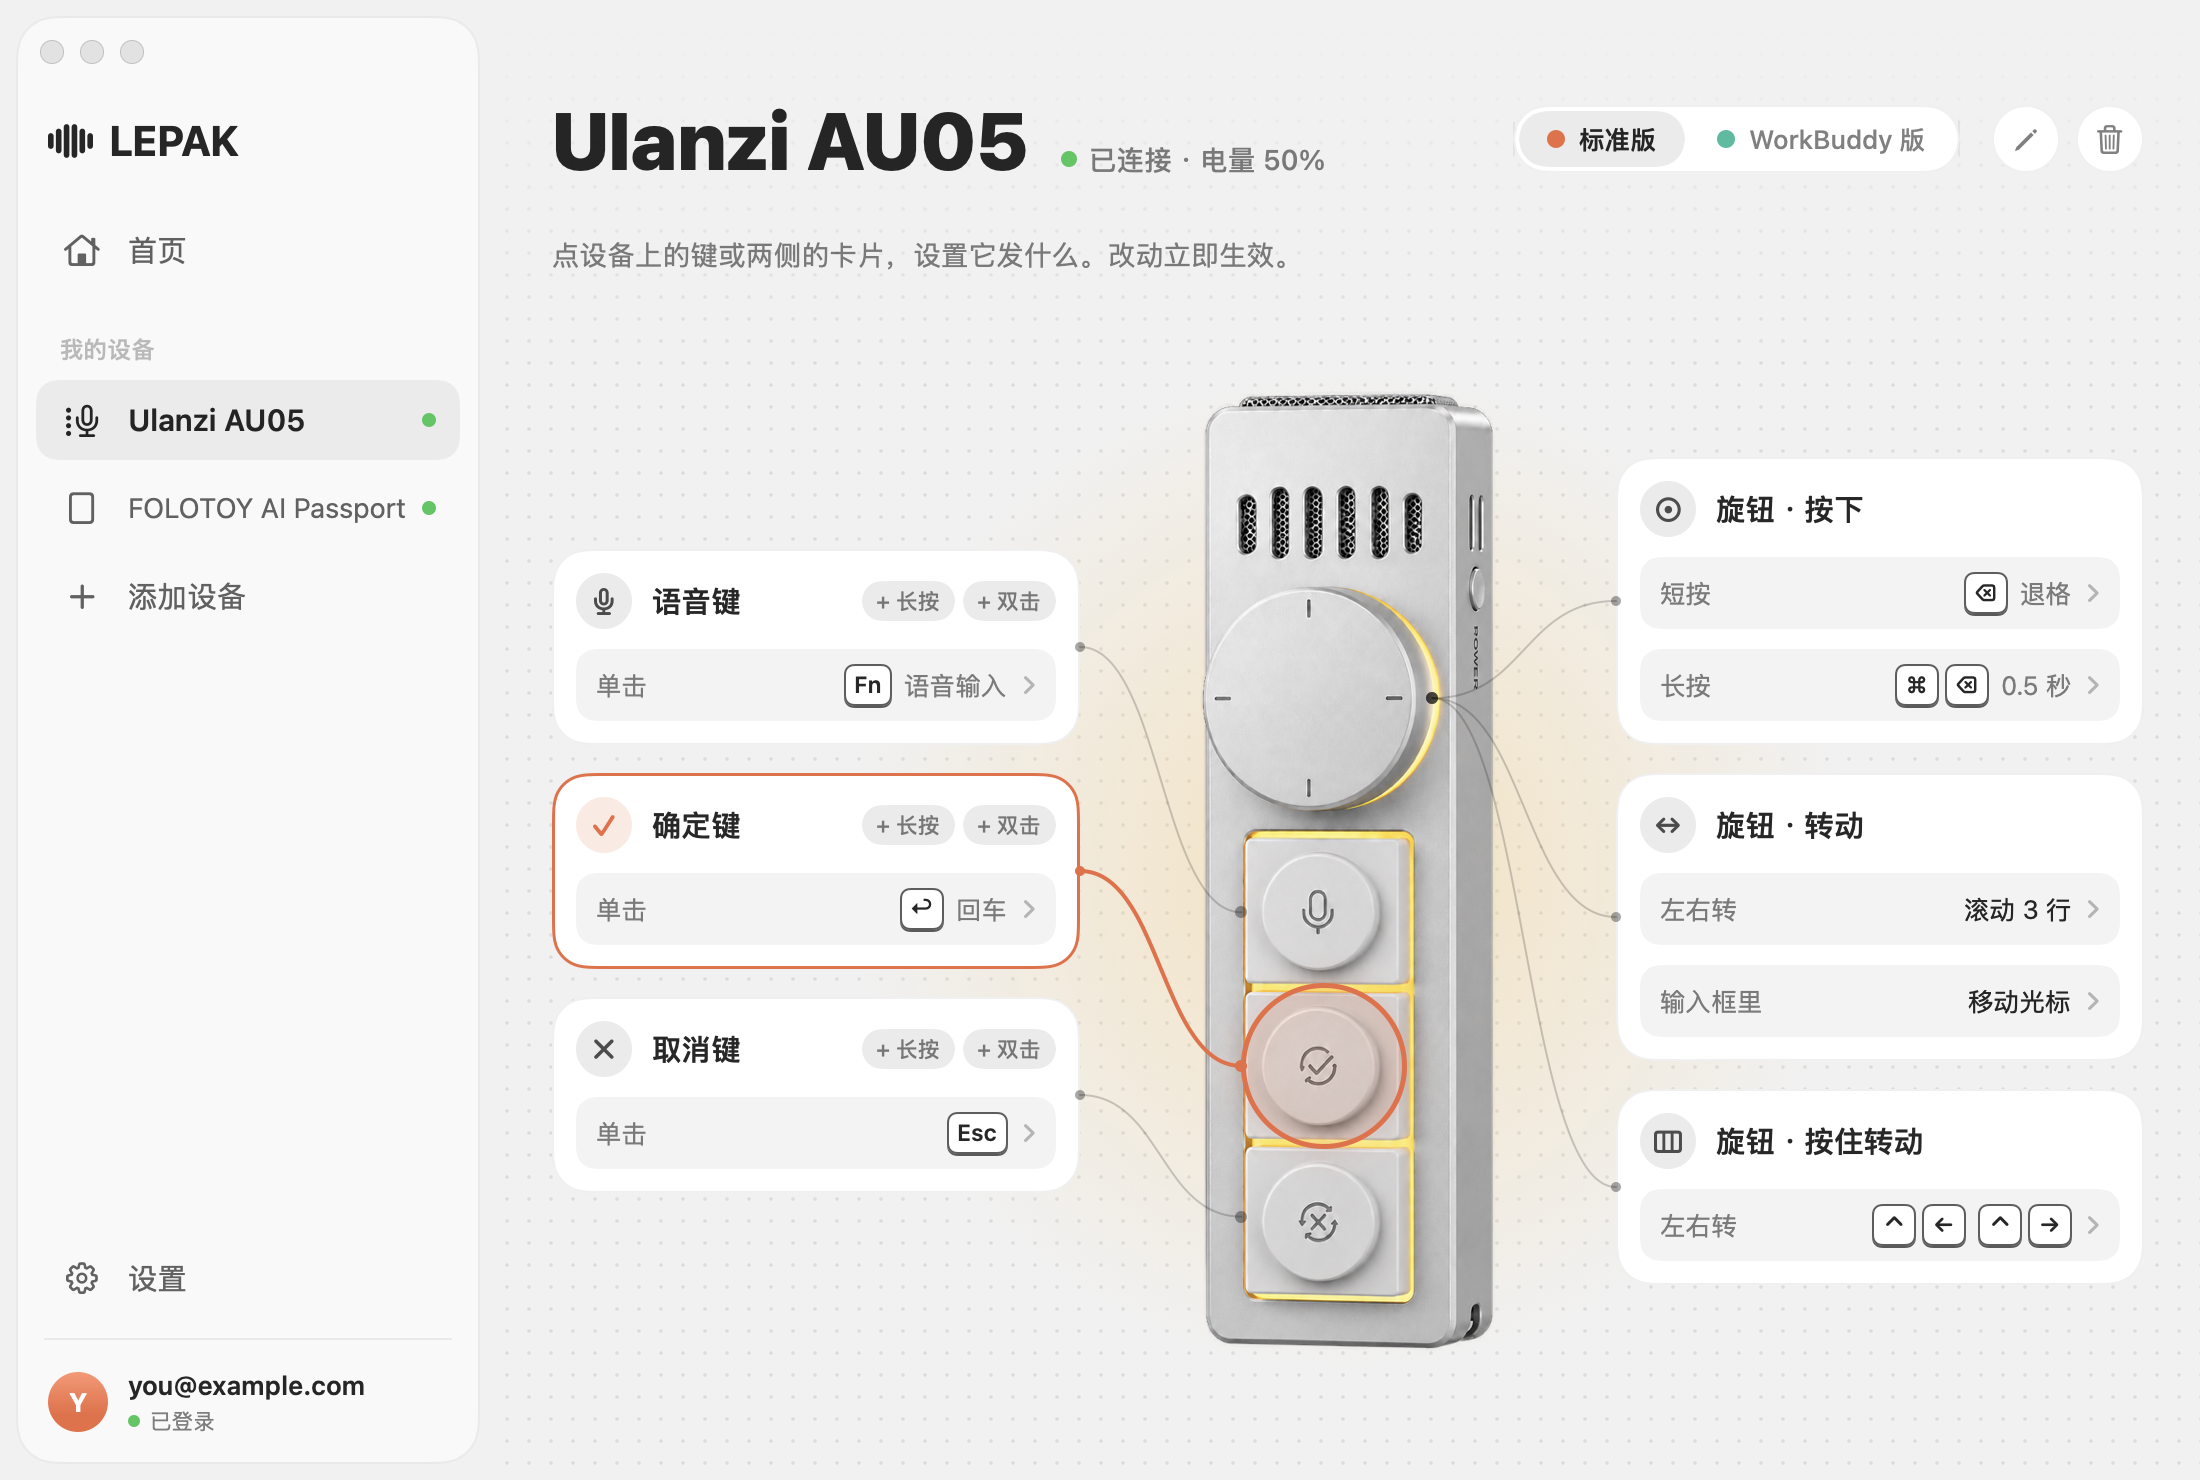 LEPAK
首页
我的设备
Ulanzi AU05
FOLOTOY AI Passport
添加设备
设置
Y
you@example.com
已登录
Ulanzi AU05
已连接 · 电量 50%
标准版
WorkBuddy 版
点设备上的键或两侧的卡片，设置它发什么。改动立即生效。
语音键
+ 长按
+ 双击
单击
Fn 语音输入
确定键
+ 长按
+ 双击
单击
回车
取消键
+ 长按
+ 双击
单击
Esc
POWER
旋钮 · 按下
短按
退格
长按
⌘ 0.5 秒
旋钮 · 转动
左右转
滚动 3 行
输入框里
移动光标
旋钮 · 按住转动
左右转
^ ← ^ →